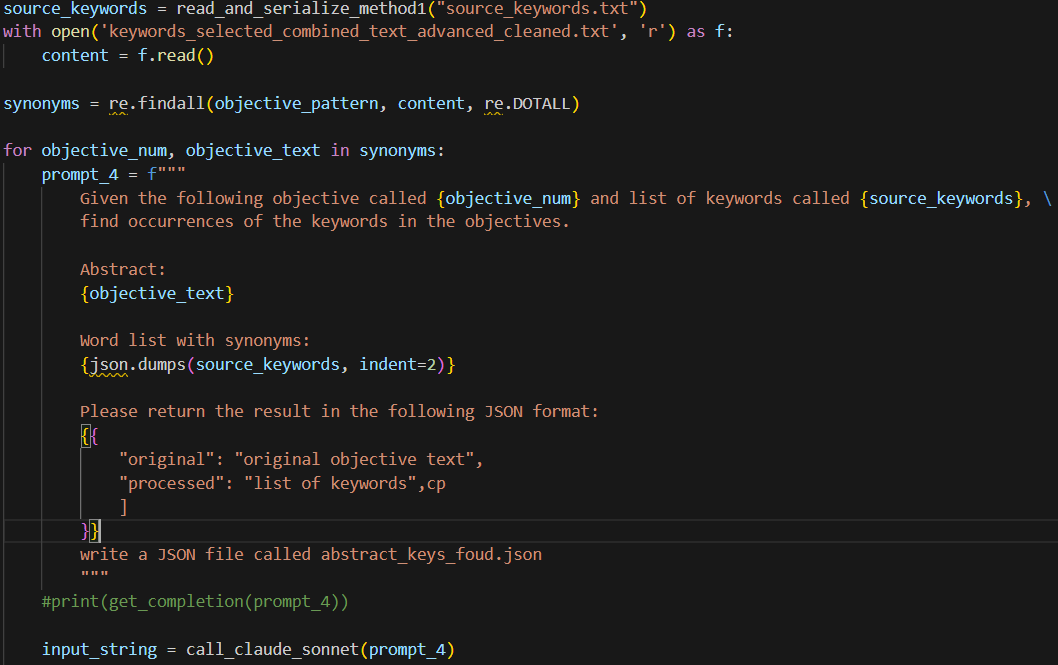 source_keywords = read_and_serialize_method1("source_keywords.txt")
with open('keywords_selected_combined_text_advanced_cleaned.txt', 'r') as f:
    content = f.read()

synonyms = re.findall(objective_pattern, content, re.DOTALL)

for objective_num, objective_text in synonyms:
    prompt_4 = f"""
        Given the following objective called {objective_num} and list of keywords called {source_keywords}, \
        find occurrences of the keywords in the objectives.

        Abstract:
        {objective_text}

        Word list with synonyms:
        {json.dumps(source_keywords, indent=2)}

        Please return the result in the following JSON format:
        {{
            "original": "original objective text",
            "processed": "list of keywords",cp
            ]
        }}
        write a JSON file called abstract_keys_foud.json
        """
    #print(get_completion(prompt_4))

    input_string = call_claude_sonnet(prompt_4)